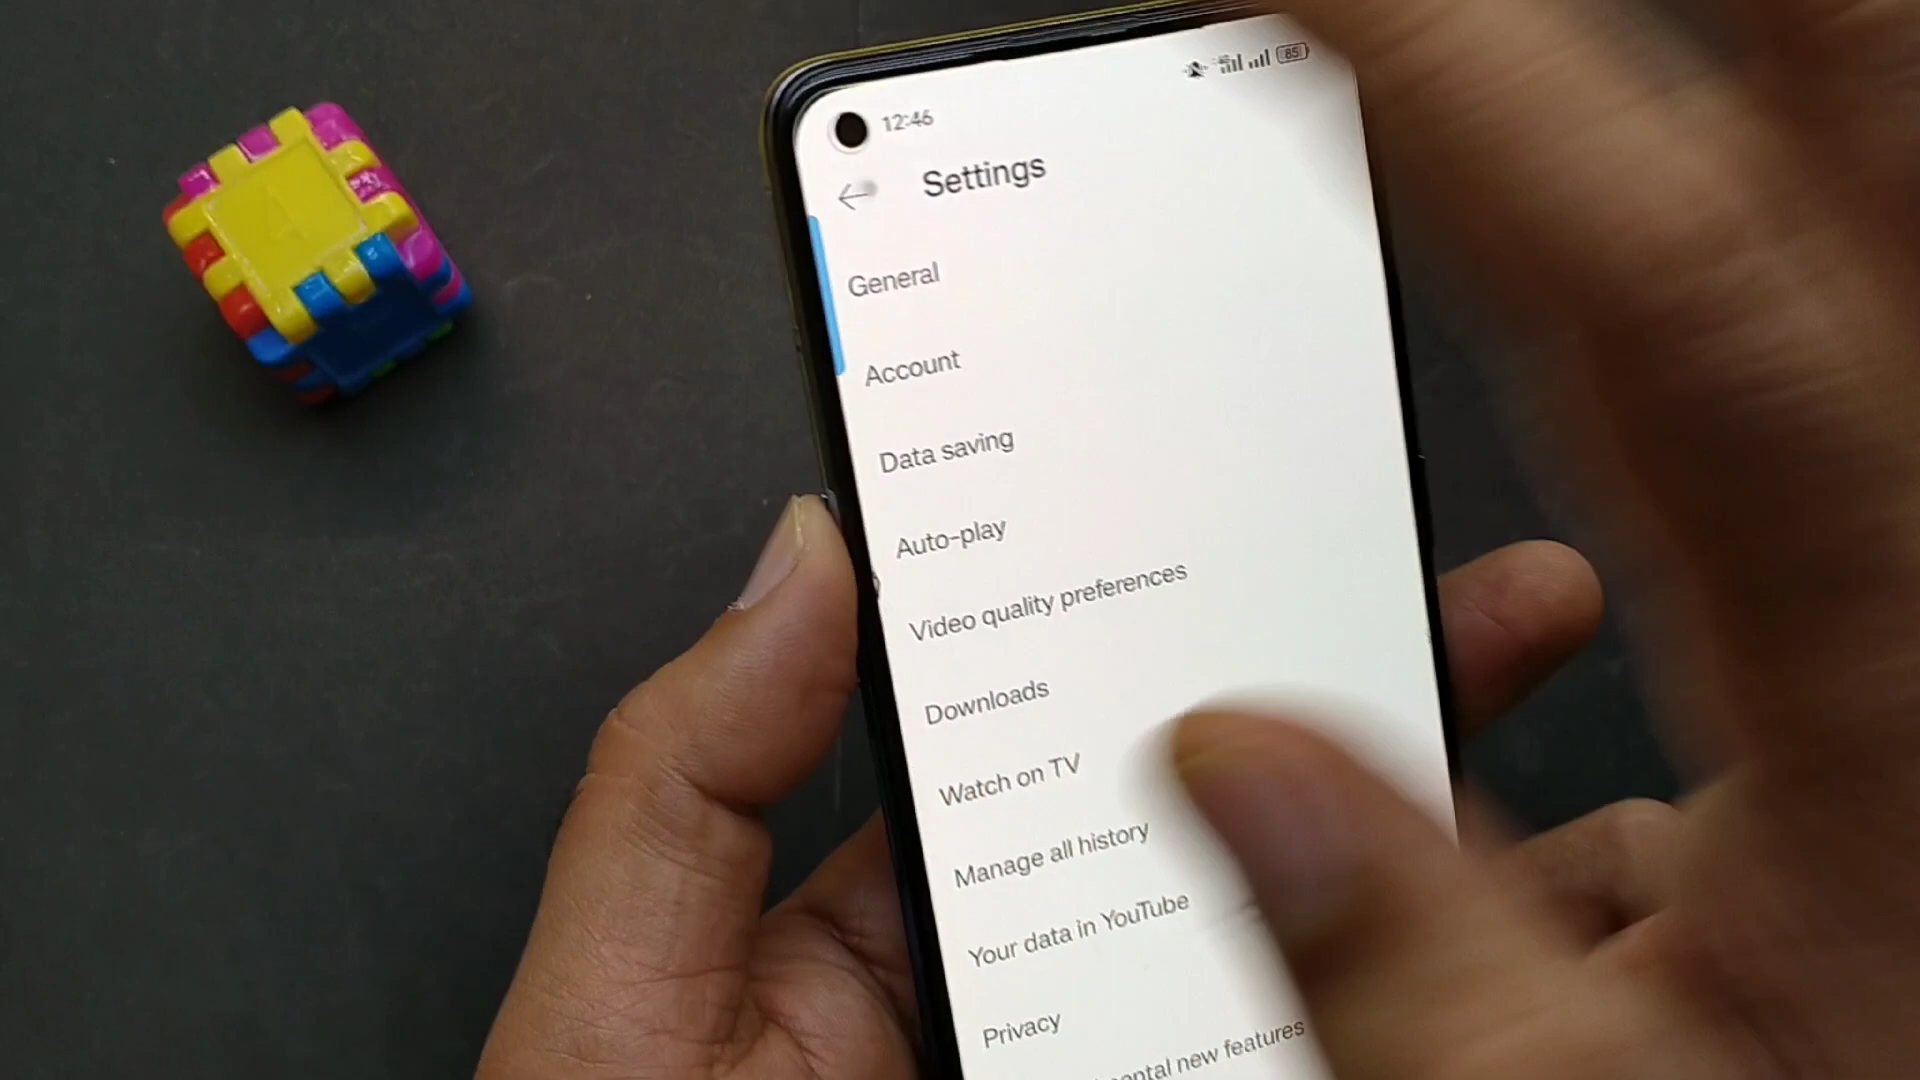 12:46
85
Settings
General
Account
Data saving
Auto-play
Video quality preferences
Downloads
Watch on TV
Manage all history
Your data in YouTube
Privacy
new features